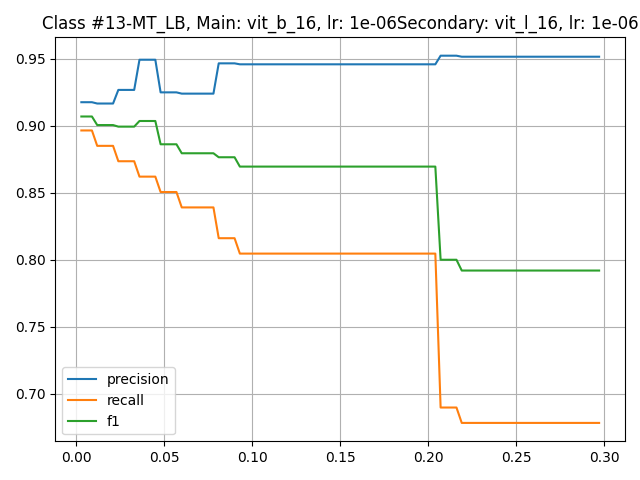 Class #13-MT_LB, Main: vit_b_16, lr: 1e-06Secondary: vit_l_16, lr: 1e-06
0.95
0.90
0.85
0.80
0.75
0.70
precision
recall
f1
0.00 0.05 0.10 0.15 0.20 0.25 0.30